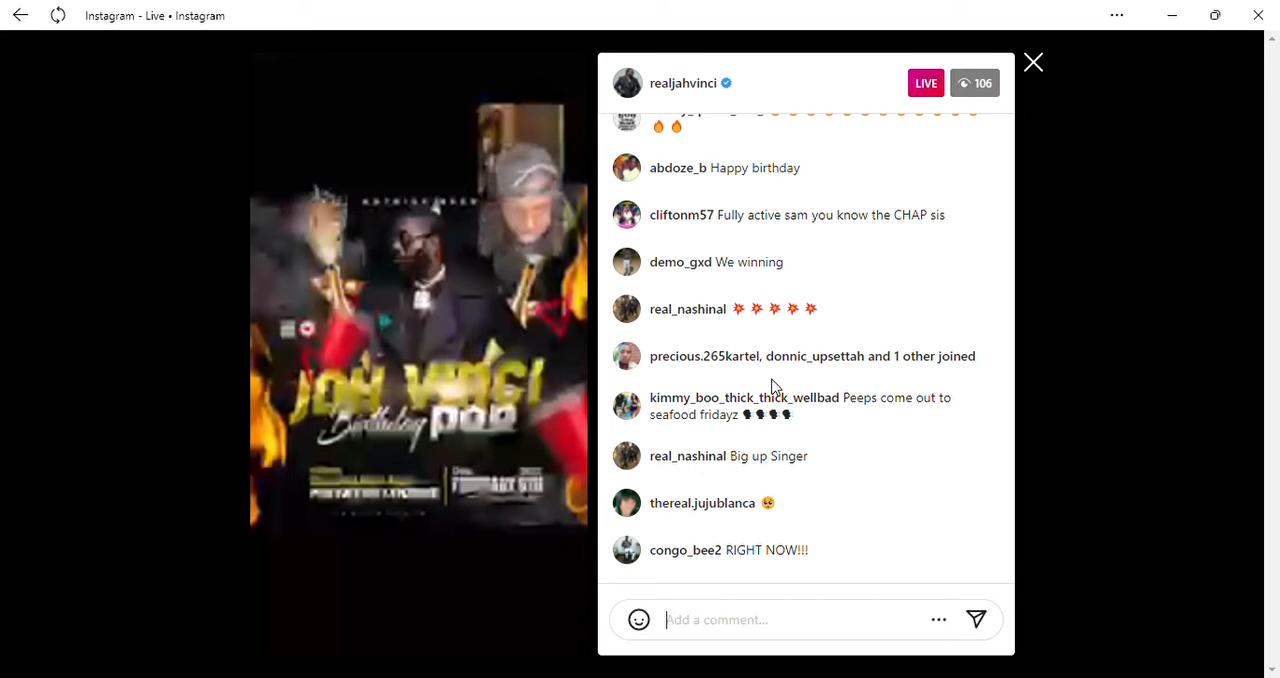 Instagram - Live • Instagram
realjahvinci
LIVE
106
abdoze_b Happy birthday
cliftonm57 Fully active sam you know the CHAP sis
demo_gxd We winning
real_nashinal
precious.265kartel, donnic_upsettah and 1 other joined
kimmy_boo_thick_thick_wellbad Peeps come out to
seafood fridayz
real_nashinal Big up Singer
thereal.jujublanca
congo_bee2 RIGHT NOW!!!
Add a comment...
JAH VINCI
Birthday